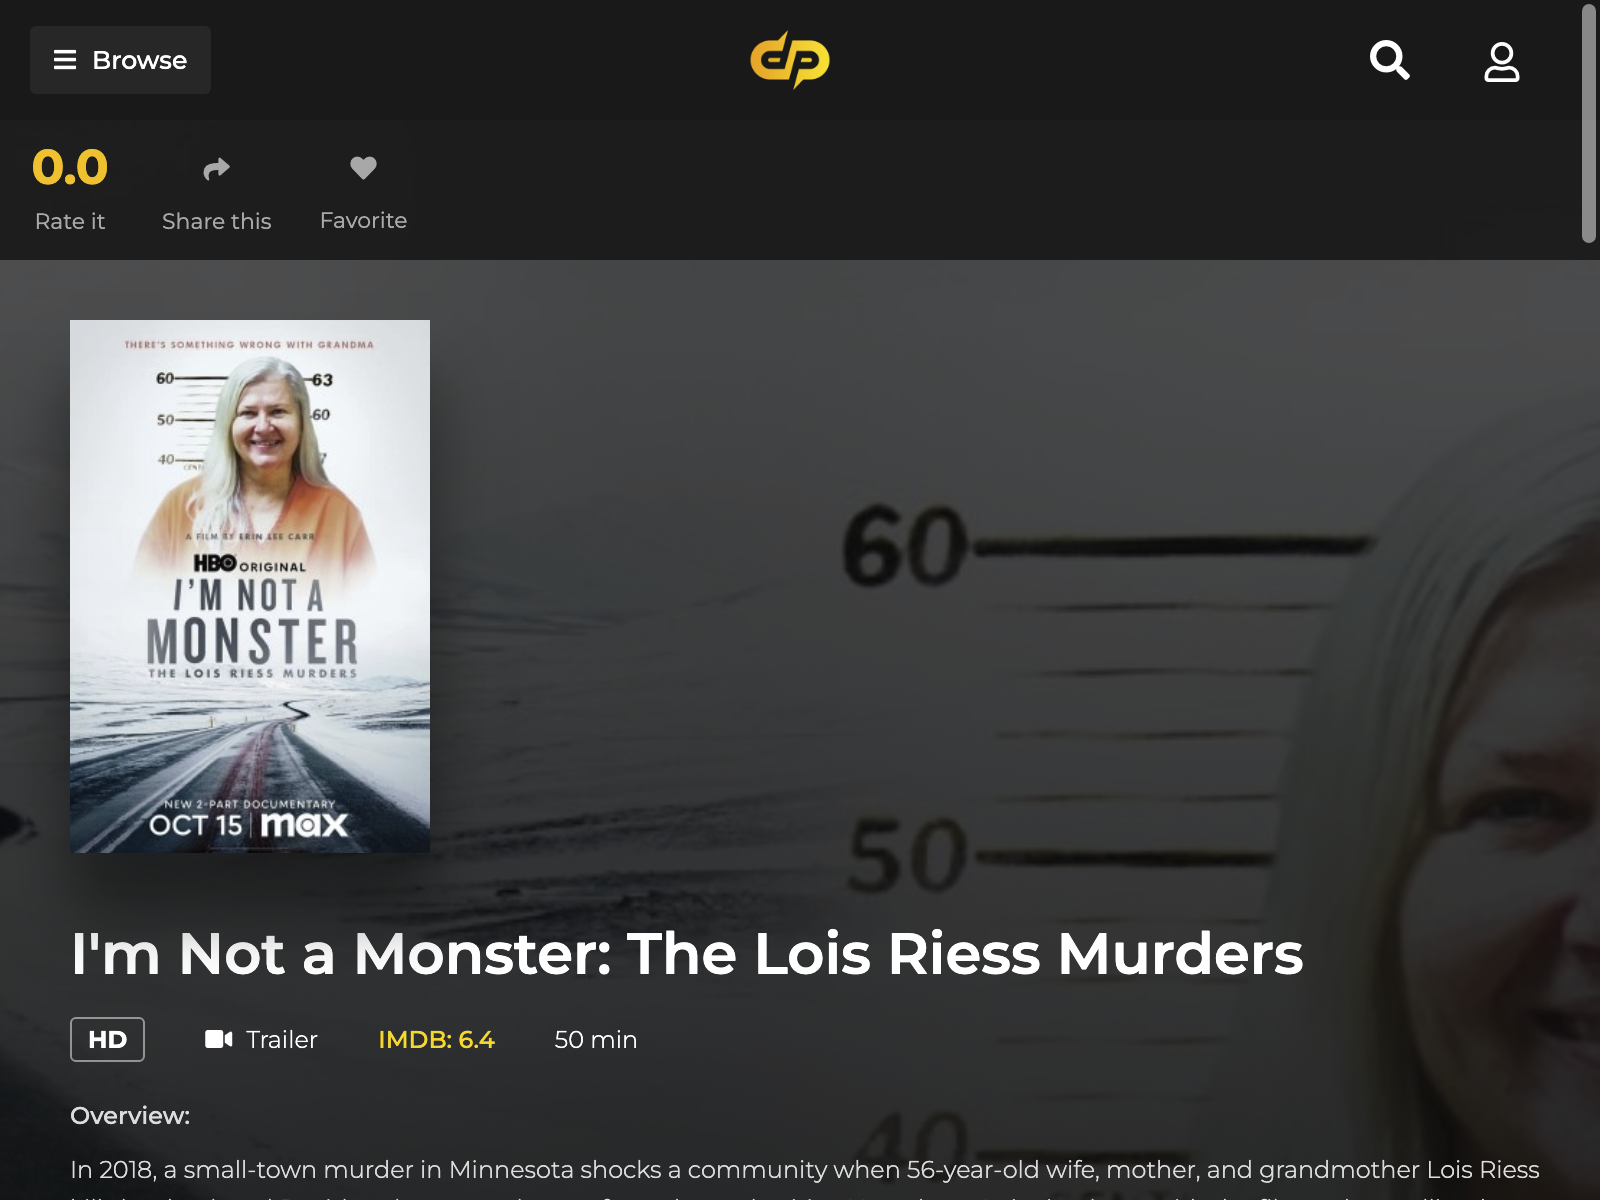 Browse
0.0
Rate it
Share this
Favorite
THERE'S SOMETHING WRONG WITH GRANDMA
60
63
50
60
40
A FILM BY ERIN LEE CARR
HBO ORIGINAL
I'M NOT A
MONSTER
THE LOIS RIESS MURDERS
NEW 2-PART DOCUMENTARY
OCT 15 | max
60
50
40
I'm Not a Monster: The Lois Riess Murders
HD
Trailer
IMDB: 6.4
50 min
Overview:
In 2018, a small-town murder in Minnesota shocks a community when 56-year-old wife, mother, and grandmother Lois Riess